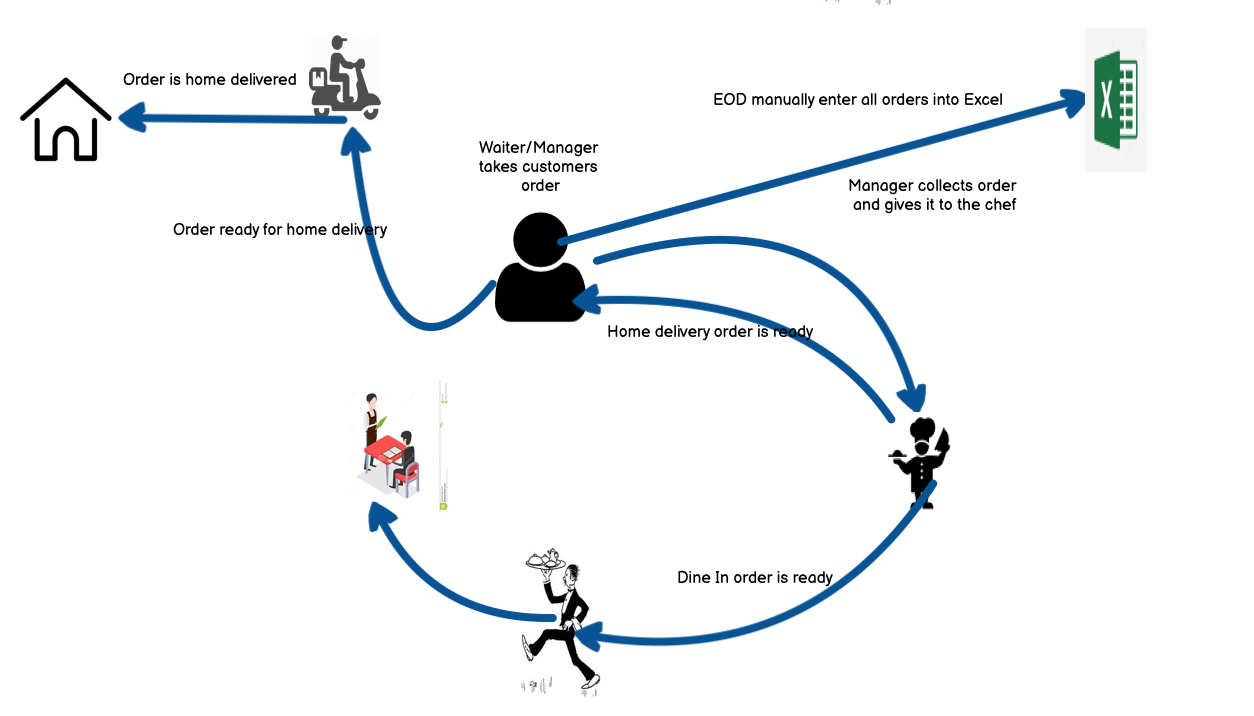 Order is home delivered
EOD manually enter all orders into Excel
Waiter/Manager
takes customers
order
Manager collects order
and gives it to the chef
Order ready for home delivery
Home delivery order is ready
Dine In order is ready
X